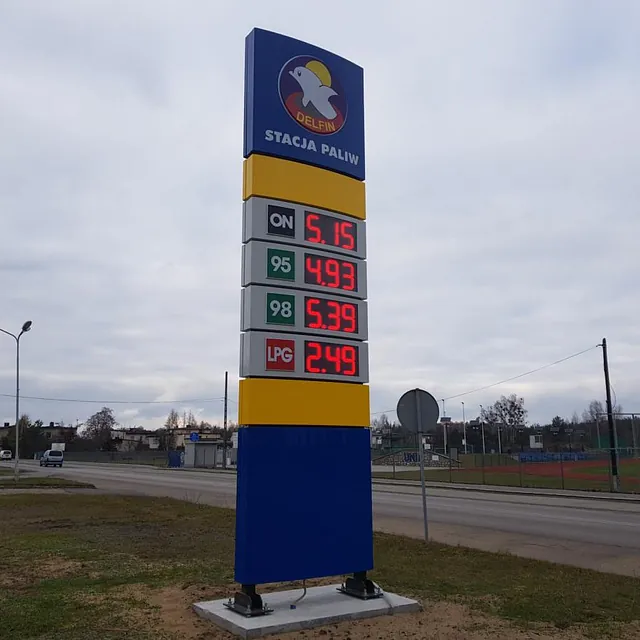 DELFIN
STACJA PALIW
ON 5.15
95 4.93
98 5.39
LPG 2.49